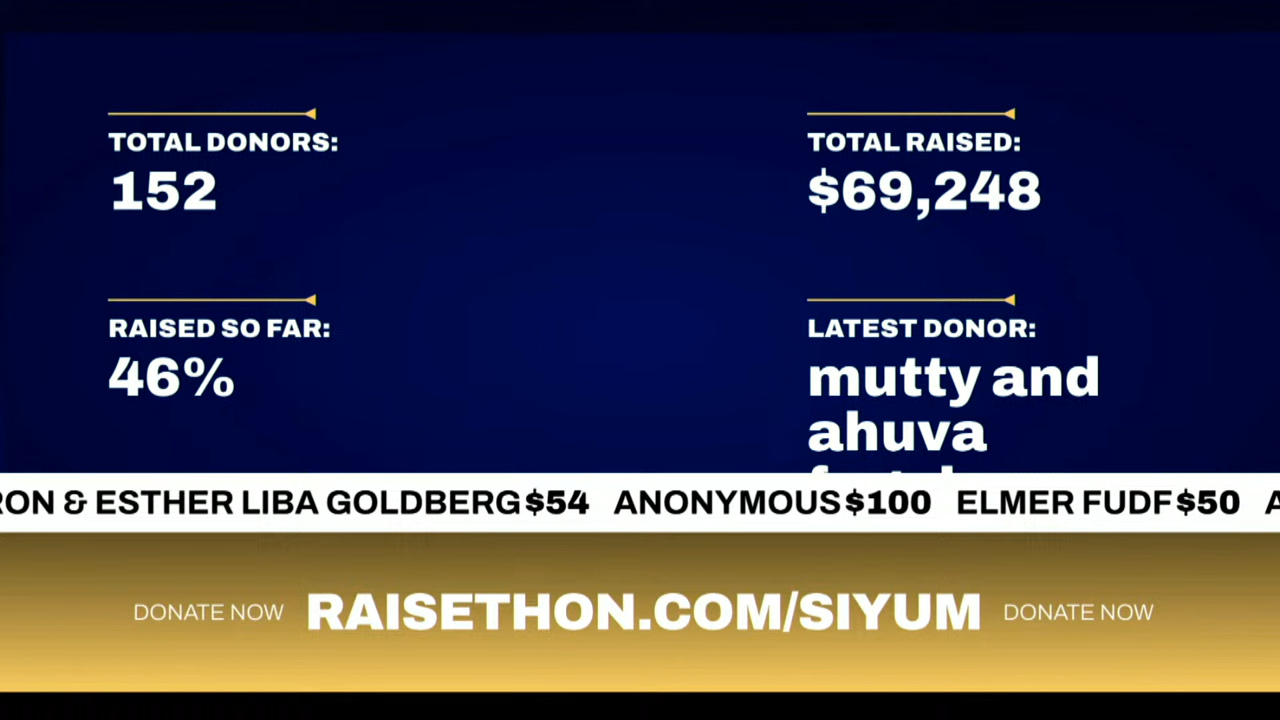 TOTAL DONORS:
152
TOTAL RAISED:
$69,248
RAISED SO FAR:
46%
LATEST DONOR:
mutty and
ahuva
RON & ESTHER LIBA GOLDBERG $54 ANONYMOUS $100 ELMER FUDF $50
DONATE NOW RAISETHON.COM/SIYUM DONATE NOW